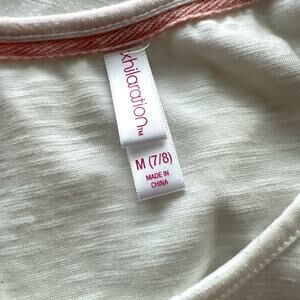 xhilaration™
M (7/8)
MADE IN
CHINA